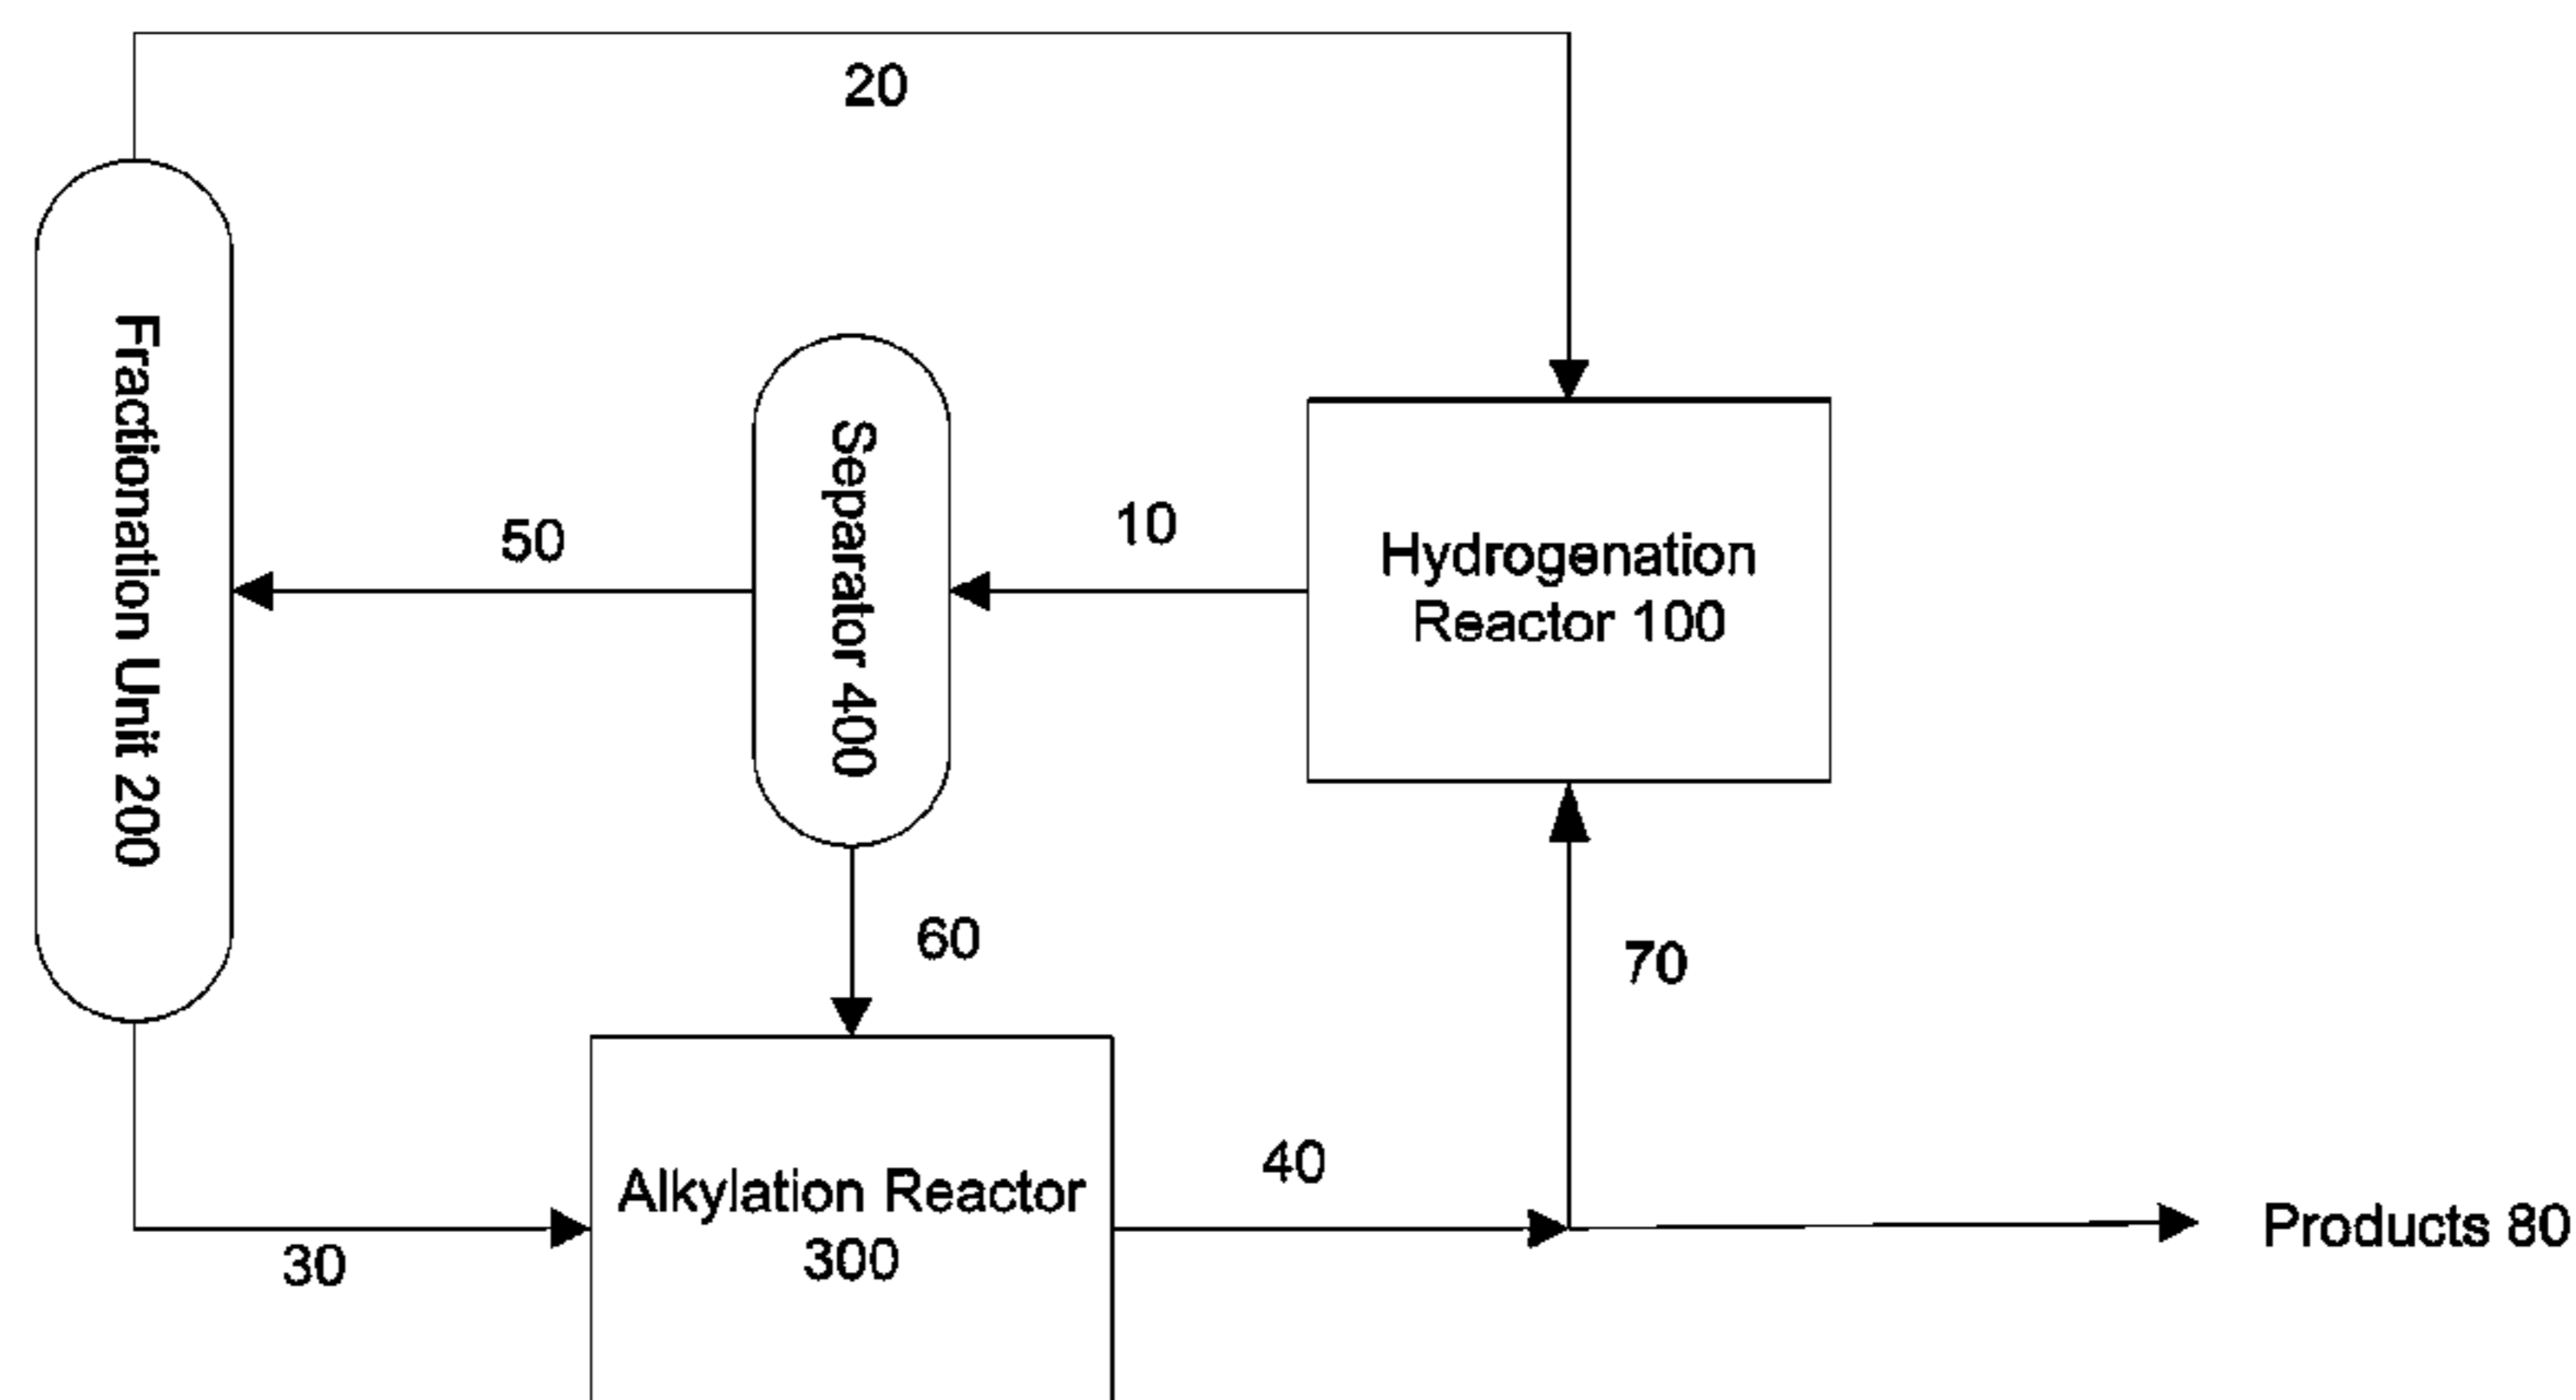 20
Fractionation Unit 200
50
Separator 400
10
Hydrogenation
Reactor 100
60
70
30
Alkylation Reactor
300
40
Products 80